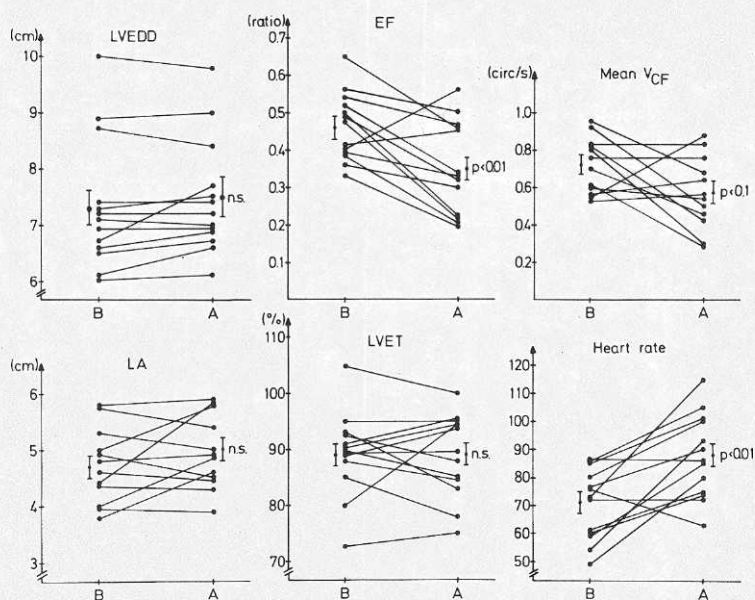 (cm)
LVEDD
10
9
8
7
6
n.s.
B A
(ratio)
EF
0.7
0.6
0.5
0.4
0.3
0.2
0.1
p<001
B A
(circ/s)
Mean VCF
1.0
0.8
0.6
0.4
0.2
p<0.1
B A
(cm)
LA
6
5
4
3
n.s.
B A
(%)
LVET
110
100
90
80
70
n.s.
B A
Heart rate
120
110
100
90
80
70
60
50
p<0.01
B A